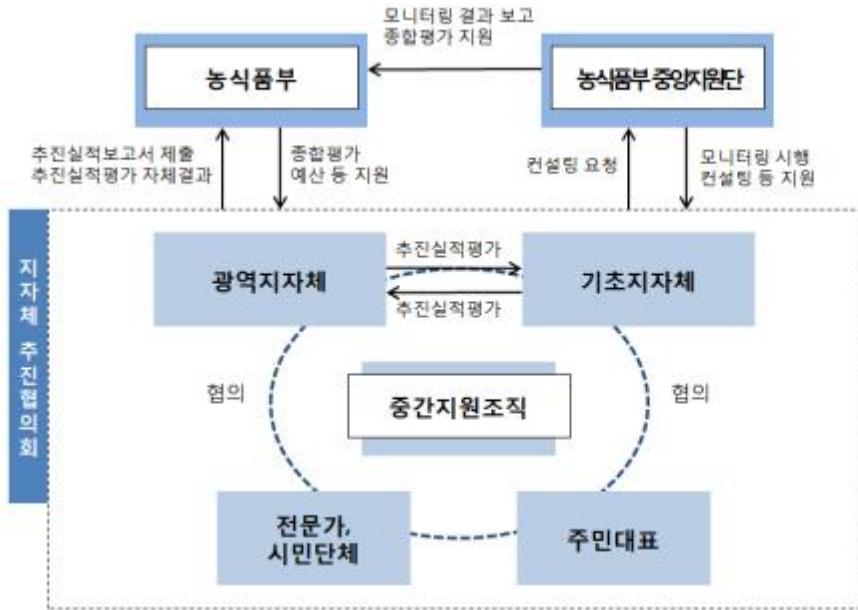 모니터링 결과 보고
종합평가 지원
농식품부
농식품부 중앙지원단
추진실적보고서 제출
추진실적평가 자체결과
종합평가
예산 등 지원
컨설팅 요청
모니터링 시행
컨설팅 등 지원
지자체 추진협의회
광역지자체
추진실적평가
추진실적평가
기초지자체
협의
중간지원조직
협의
전문가,
시민단체
주민대표